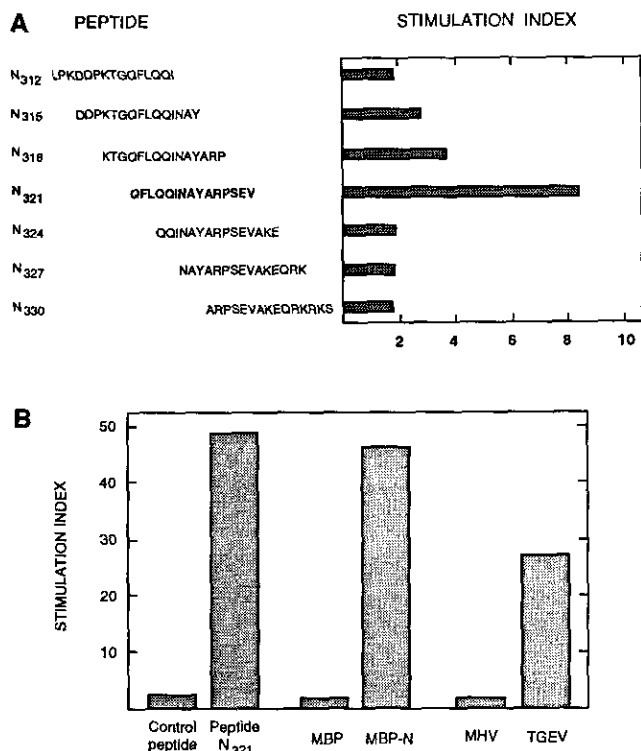 A PEPTIDE STIMULATION INDEX
N312 LPKDDPKTGQFLQQI
N315 DDPKTGQFLQQINAY
N318 KTGQFLQQINAYARP
N321 QFLQQINAYARPSEV
N324 QQINAYARPSEVAKE
N327 NAYARPSEVAKEQRK
N330 ARPSEVAKEQRKRKS
2 4 6 8 10
B
STIMULATION INDEX
50
40
30
20
10
Control peptide
Peptide N321
MBP
MBP-N
MHV
TGEV